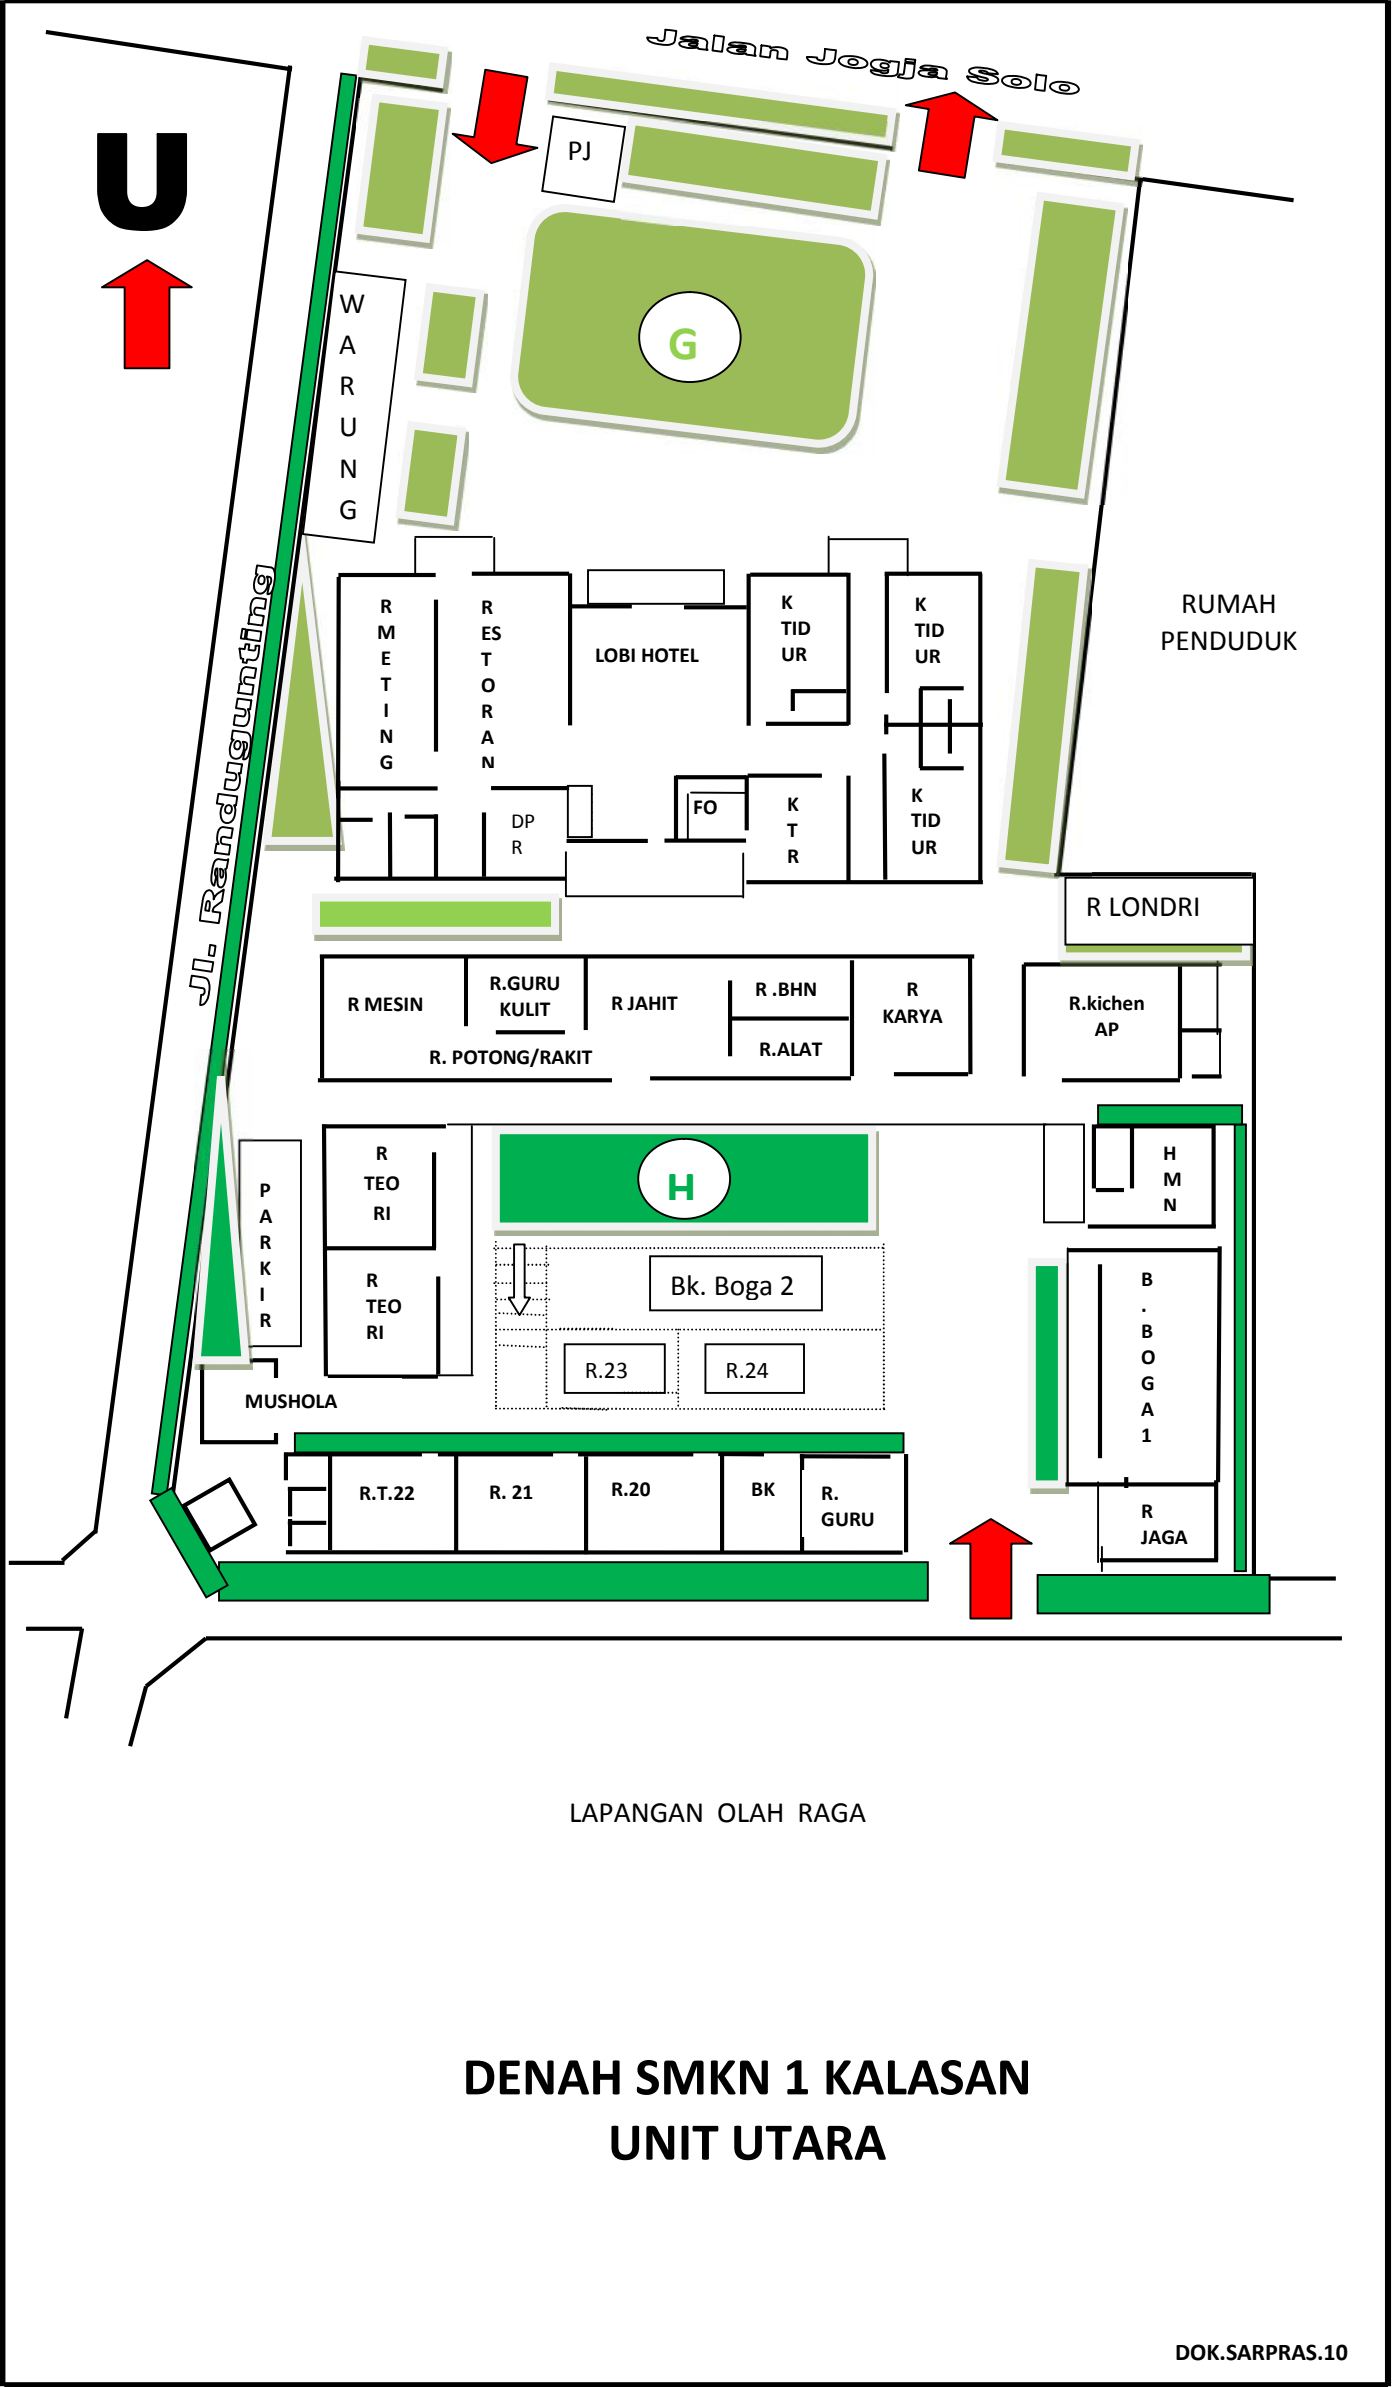 Jalan Jogja Solo
U
PJ
W
A
R
U
N
G
G
Jl. Randugunting
RUMAH
PENDUDUK
R
M
E
T
I
N
G
R
ES
T
O
R
A
N
LOBI HOTEL
K
TID
UR
K
TID
UR
DP
R
FO
K
T
R
K
TID
UR
R LONDRI
R MESIN
R.GURU
KULIT
R JAHIT
R .BHN
R.ALAT
R. POTONG/RAKIT
R
KARYA
R.kichen
AP
P
A
R
K
I
R
R
TEO
RI
R
TEO
RI
H
H
M
N
Bk. Boga 2
R.23
R.24
B
.
B
O
G
A
1
MUSHOLA
R.T.22
R. 21
R.20
BK
R.
GURU
R
JAGA
LAPANGAN OLAH RAGA
DENAH SMKN 1 KALASAN
UNIT UTARA
DOK.SARPRAS.10